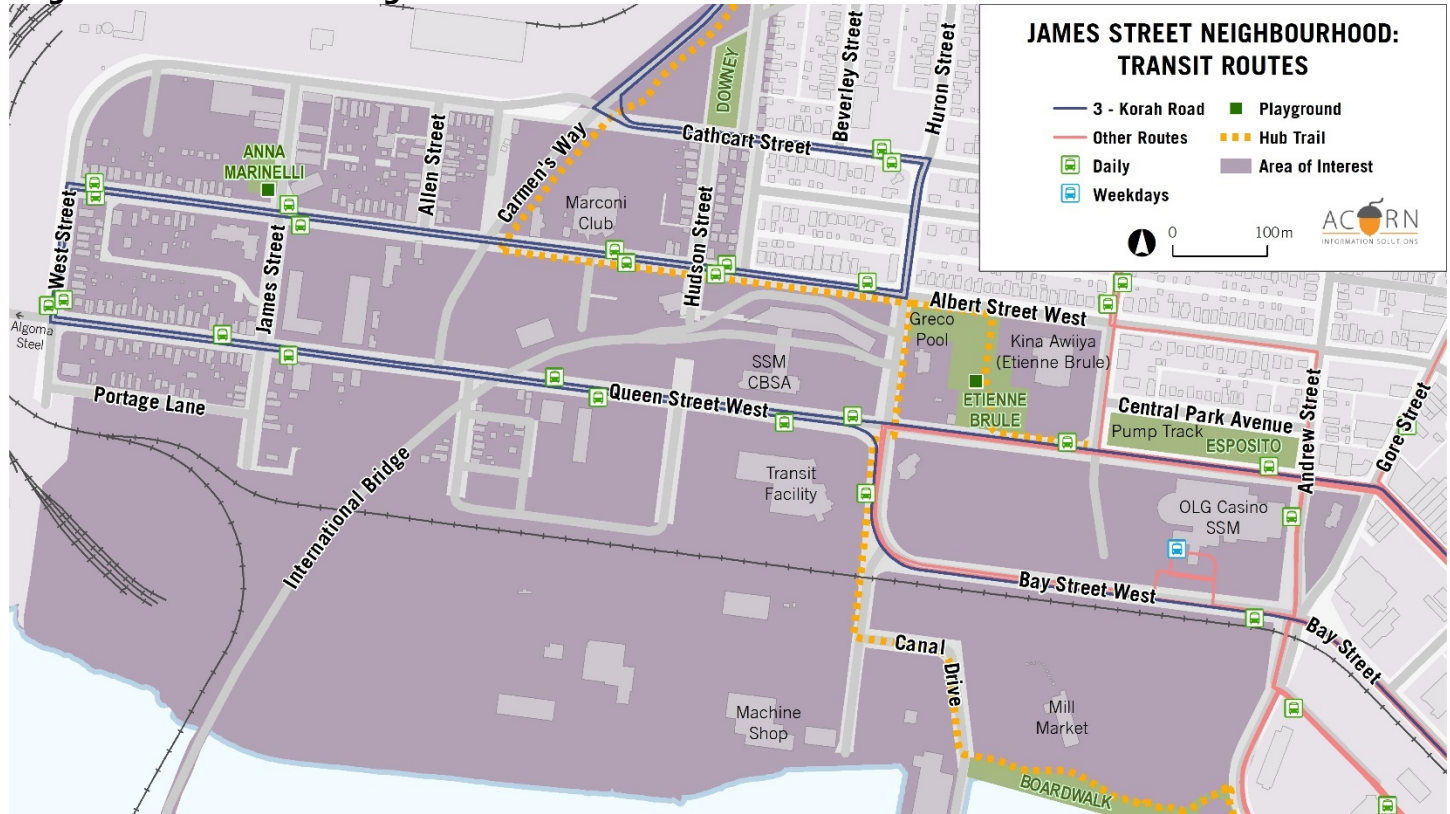 JAMES STREET NEIGHBOURHOOD:
TRANSIT ROUTES
3 - Korah Road
Other Routes
Daily
Weekdays
Playground
Hub Trail
Area of Interest
0 100m
ACORN
INFORMATION SOLUTIONS
DOWNEY
Beverley Street
Huron Street
Cathcart Street
Carmen's Way
Allen Street
ANNA
MARINELLI
Marconi
Club
West Street
James Street
Hudson Street
Algoma
Steel
Portage Lane
Albert Street West
Greco
Pool
Kina Awiiya
(Etienne Brule)
ETIENNE
BRULE
SSM
CBSA
Queen Street West
Central Park Avenue
Pump Track
ESPOSITO
Andrew Street
Gore Street
International Bridge
Transit
Facility
OLG Casino
SSM
Bay Street West
Bay Street
Canal
Drive
Machine
Shop
Mill
Market
BOARDWALK